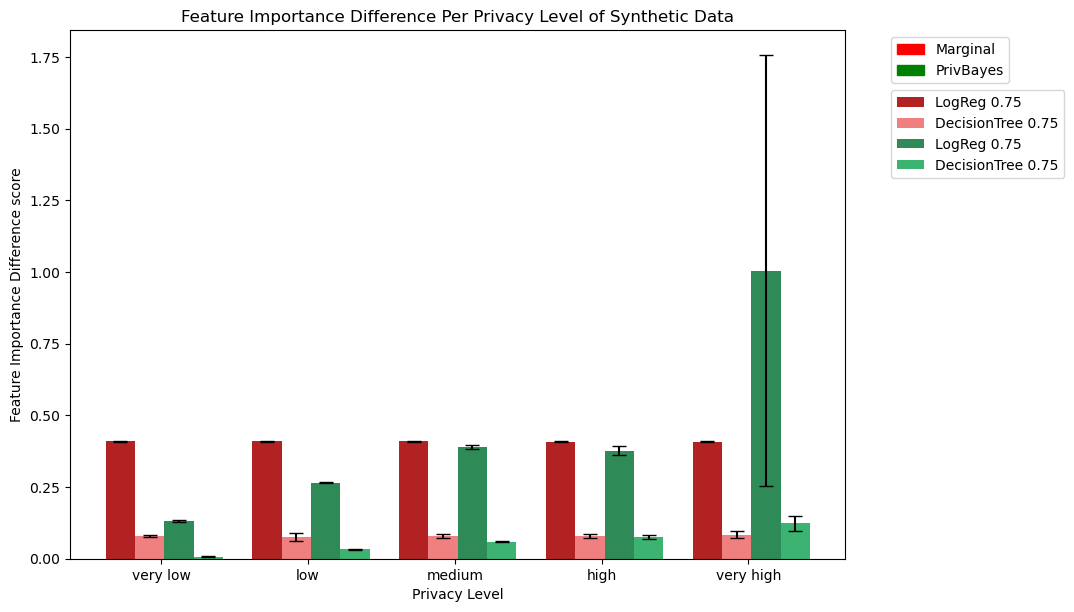 Feature Importance Difference Per Privacy Level of Synthetic Data
Feature Importance Difference score
1.75
1.50
1.25
1.00
0.75
0.50
0.25
0.00
very low
low
medium
high
very high
Privacy Level
Marginal
PrivBayes
LogReg 0.75
DecisionTree 0.75
LogReg 0.75
DecisionTree 0.75